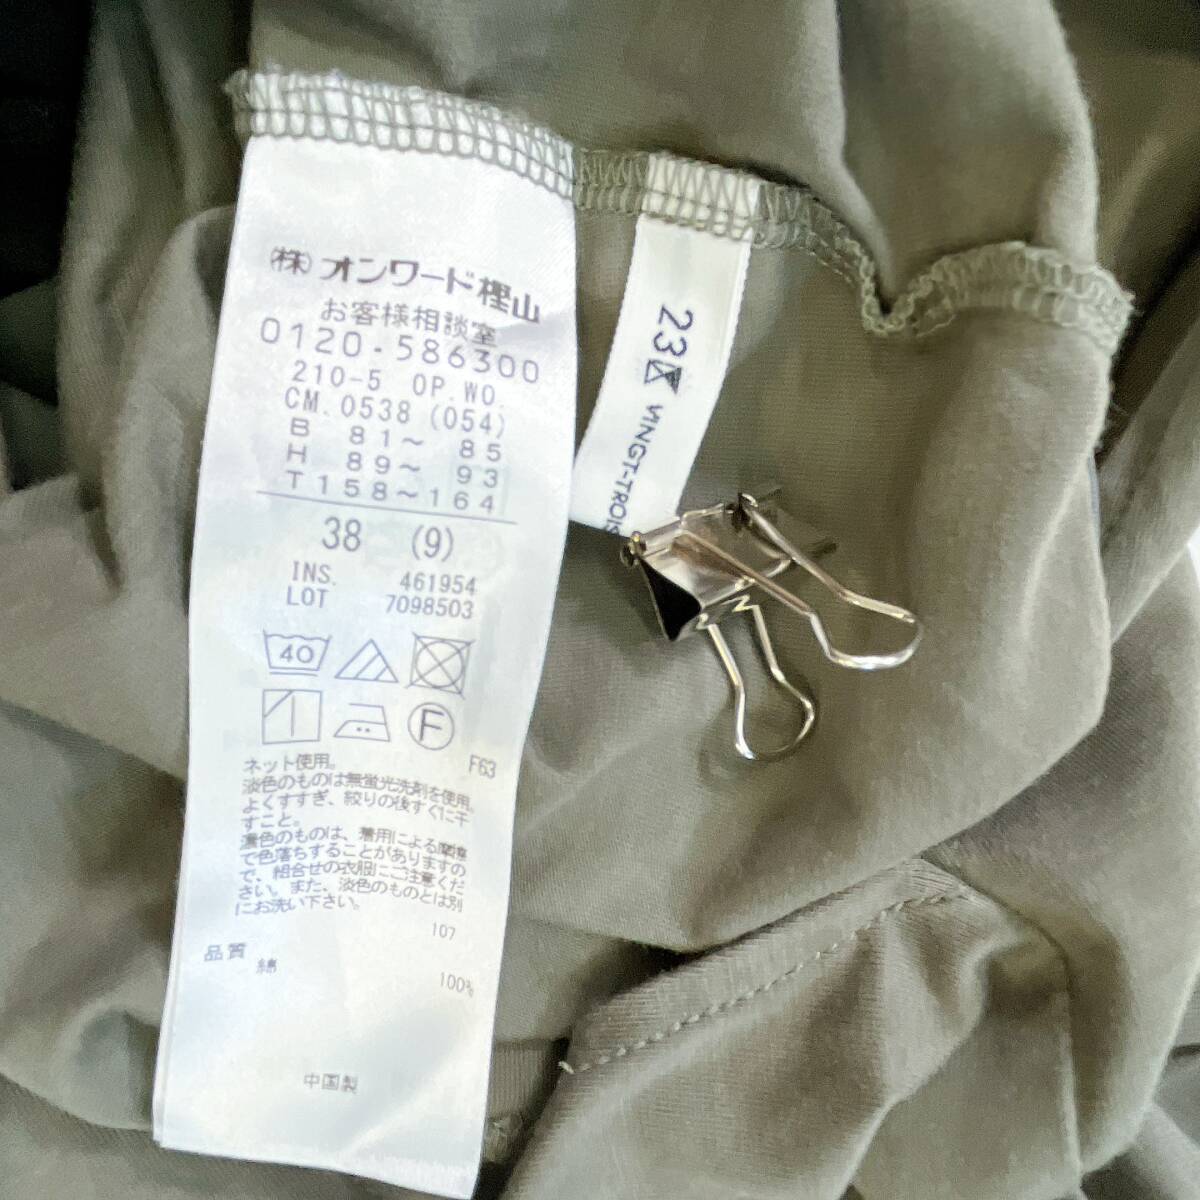 ㈱オンワード樫山
お客様相談室
0120-586300
210-5 OP.WO.
CM.0538(054)
B 81～ 85
H 89～ 93
T158～164
38 (9)
INS. 461954
LOT 7098503
40
F
F63
ネット使用。
淡色のものは無蛍光洗剤を使用。
よくすすぎ、絞りの後すぐに干
すこと。
濃色のものは、着用による摩擦
で色落ちすることがありますの
で、組合せの衣服にご注意くだ
さい。また、淡色のものとは別
にお洗い下さい。
107
品質
綿 100%
中国製
23区
VINGT-TROIS